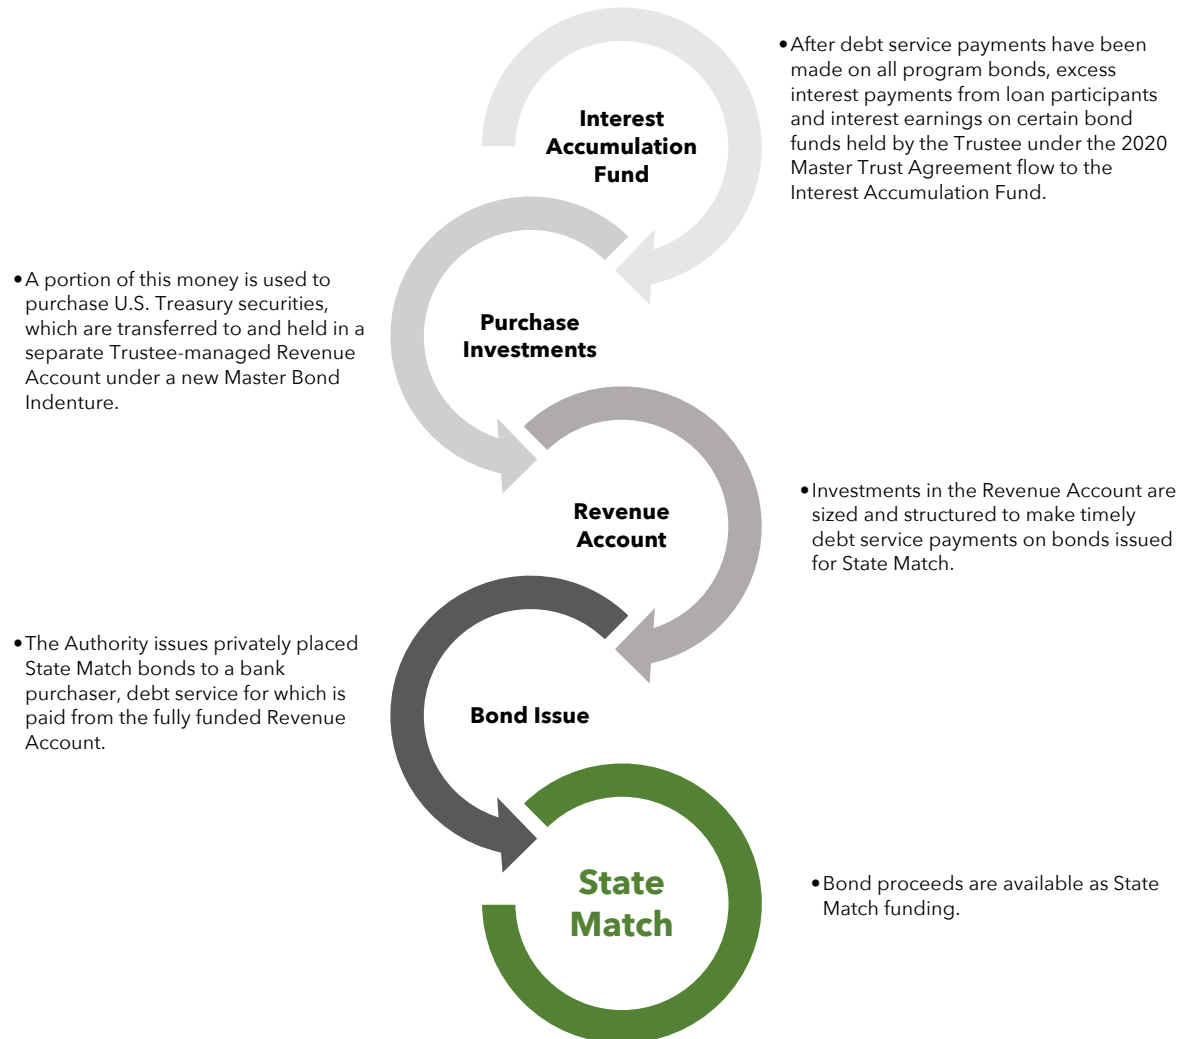 Interest
Accumulation
Fund
•After debt service payments have been
made on all program bonds, excess
interest payments from loan participants
and interest earnings on certain bond
funds held by the Trustee under the 2020
Master Trust Agreement flow to the
Interest Accumulation Fund.
Purchase
Investments
•A portion of this money is used to
purchase U.S. Treasury securities,
which are transferred to and held in a
separate Trustee-managed Revenue
Account under a new Master Bond
Indenture.
Revenue
Account
•Investments in the Revenue Account are
sized and structured to make timely
debt service payments on bonds issued
for State Match.
Bond Issue
•The Authority issues privately placed
State Match bonds to a bank
purchaser, debt service for which is
paid from the fully funded Revenue
Account.
State
Match
•Bond proceeds are available as State
Match funding.